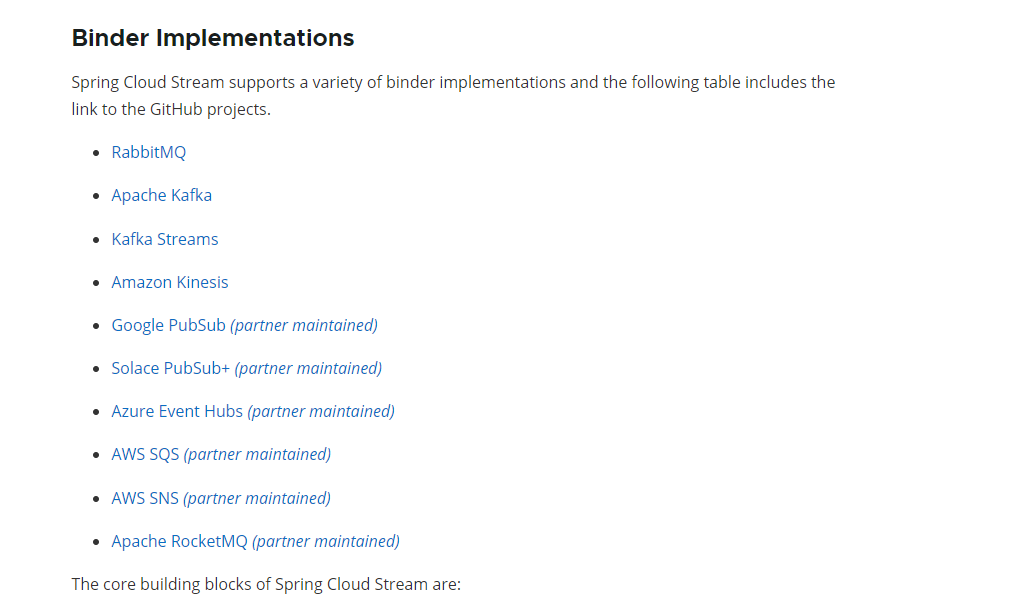 Binder Implementations
Spring Cloud Stream supports a variety of binder implementations and the following table includes the
link to the GitHub projects.
RabbitMQ
Apache Kafka
Kafka Streams
Amazon Kinesis
Google PubSub (partner maintained)
Solace PubSub+ (partner maintained)
Azure Event Hubs (partner maintained)
AWS SQS (partner maintained)
AWS SNS (partner maintained)
Apache RocketMQ (partner maintained)
The core building blocks of Spring Cloud Stream are: